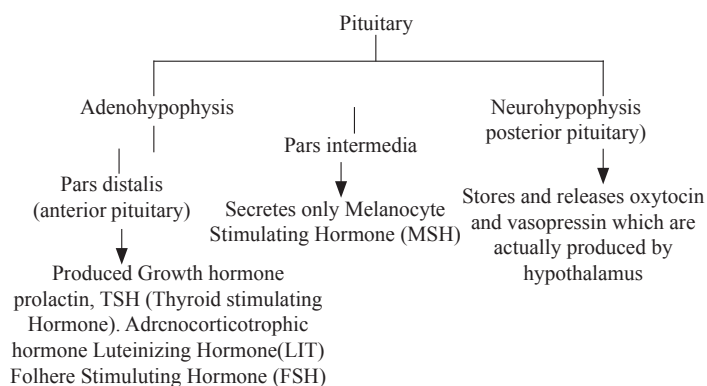 Pituitary
Adenohypophysis
Pars distalis
(anterior pituitary)
Produced Growth hormone
prolactin, TSH (Thyroid stimulating
Hormone). Adrcnocorticotrophic
hormone Luteinizing Hormone(LIT)
Folhere Stimuluting Hormone (FSH)
Pars intermedia
Secretes only Melanocyte
Stimulating Hormone (MSH)
Neurohypophysis
posterior pituitary)
Stores and releases oxytocin
and vasopressin which are
actually produced by
hypothalamus